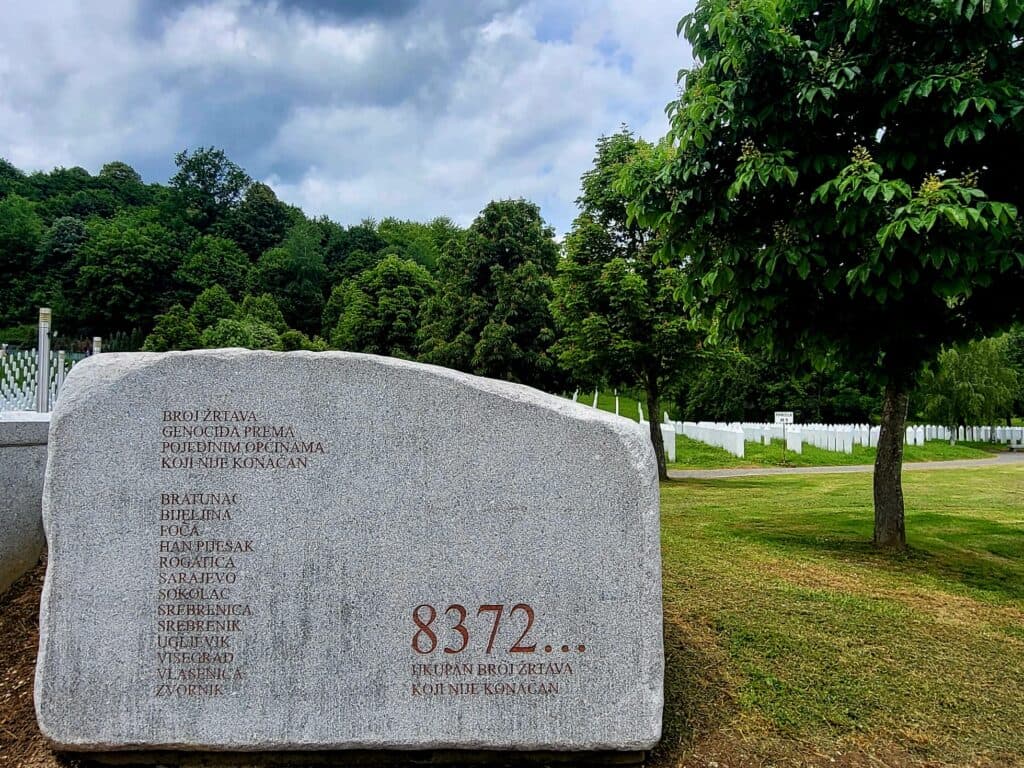 BROJ ŽRTAVA
GENOCIDA PREMA
POJEDINIM OPĆINAMA
KOJI NIJE KONAČAN
BRATUNAC
BIJELJINA
FOČA
HAN PIJESAK
ROGATICA
SARAJEVO
SOKOLAC
SREBRENICA
SREBRENIK
UGLJEVIK
VIŠEGRAD
VLASENICA
ZVORNIK
8372...
UKUPAN BROJ ŽRTAVA
KOJI NIJE KONAČAN